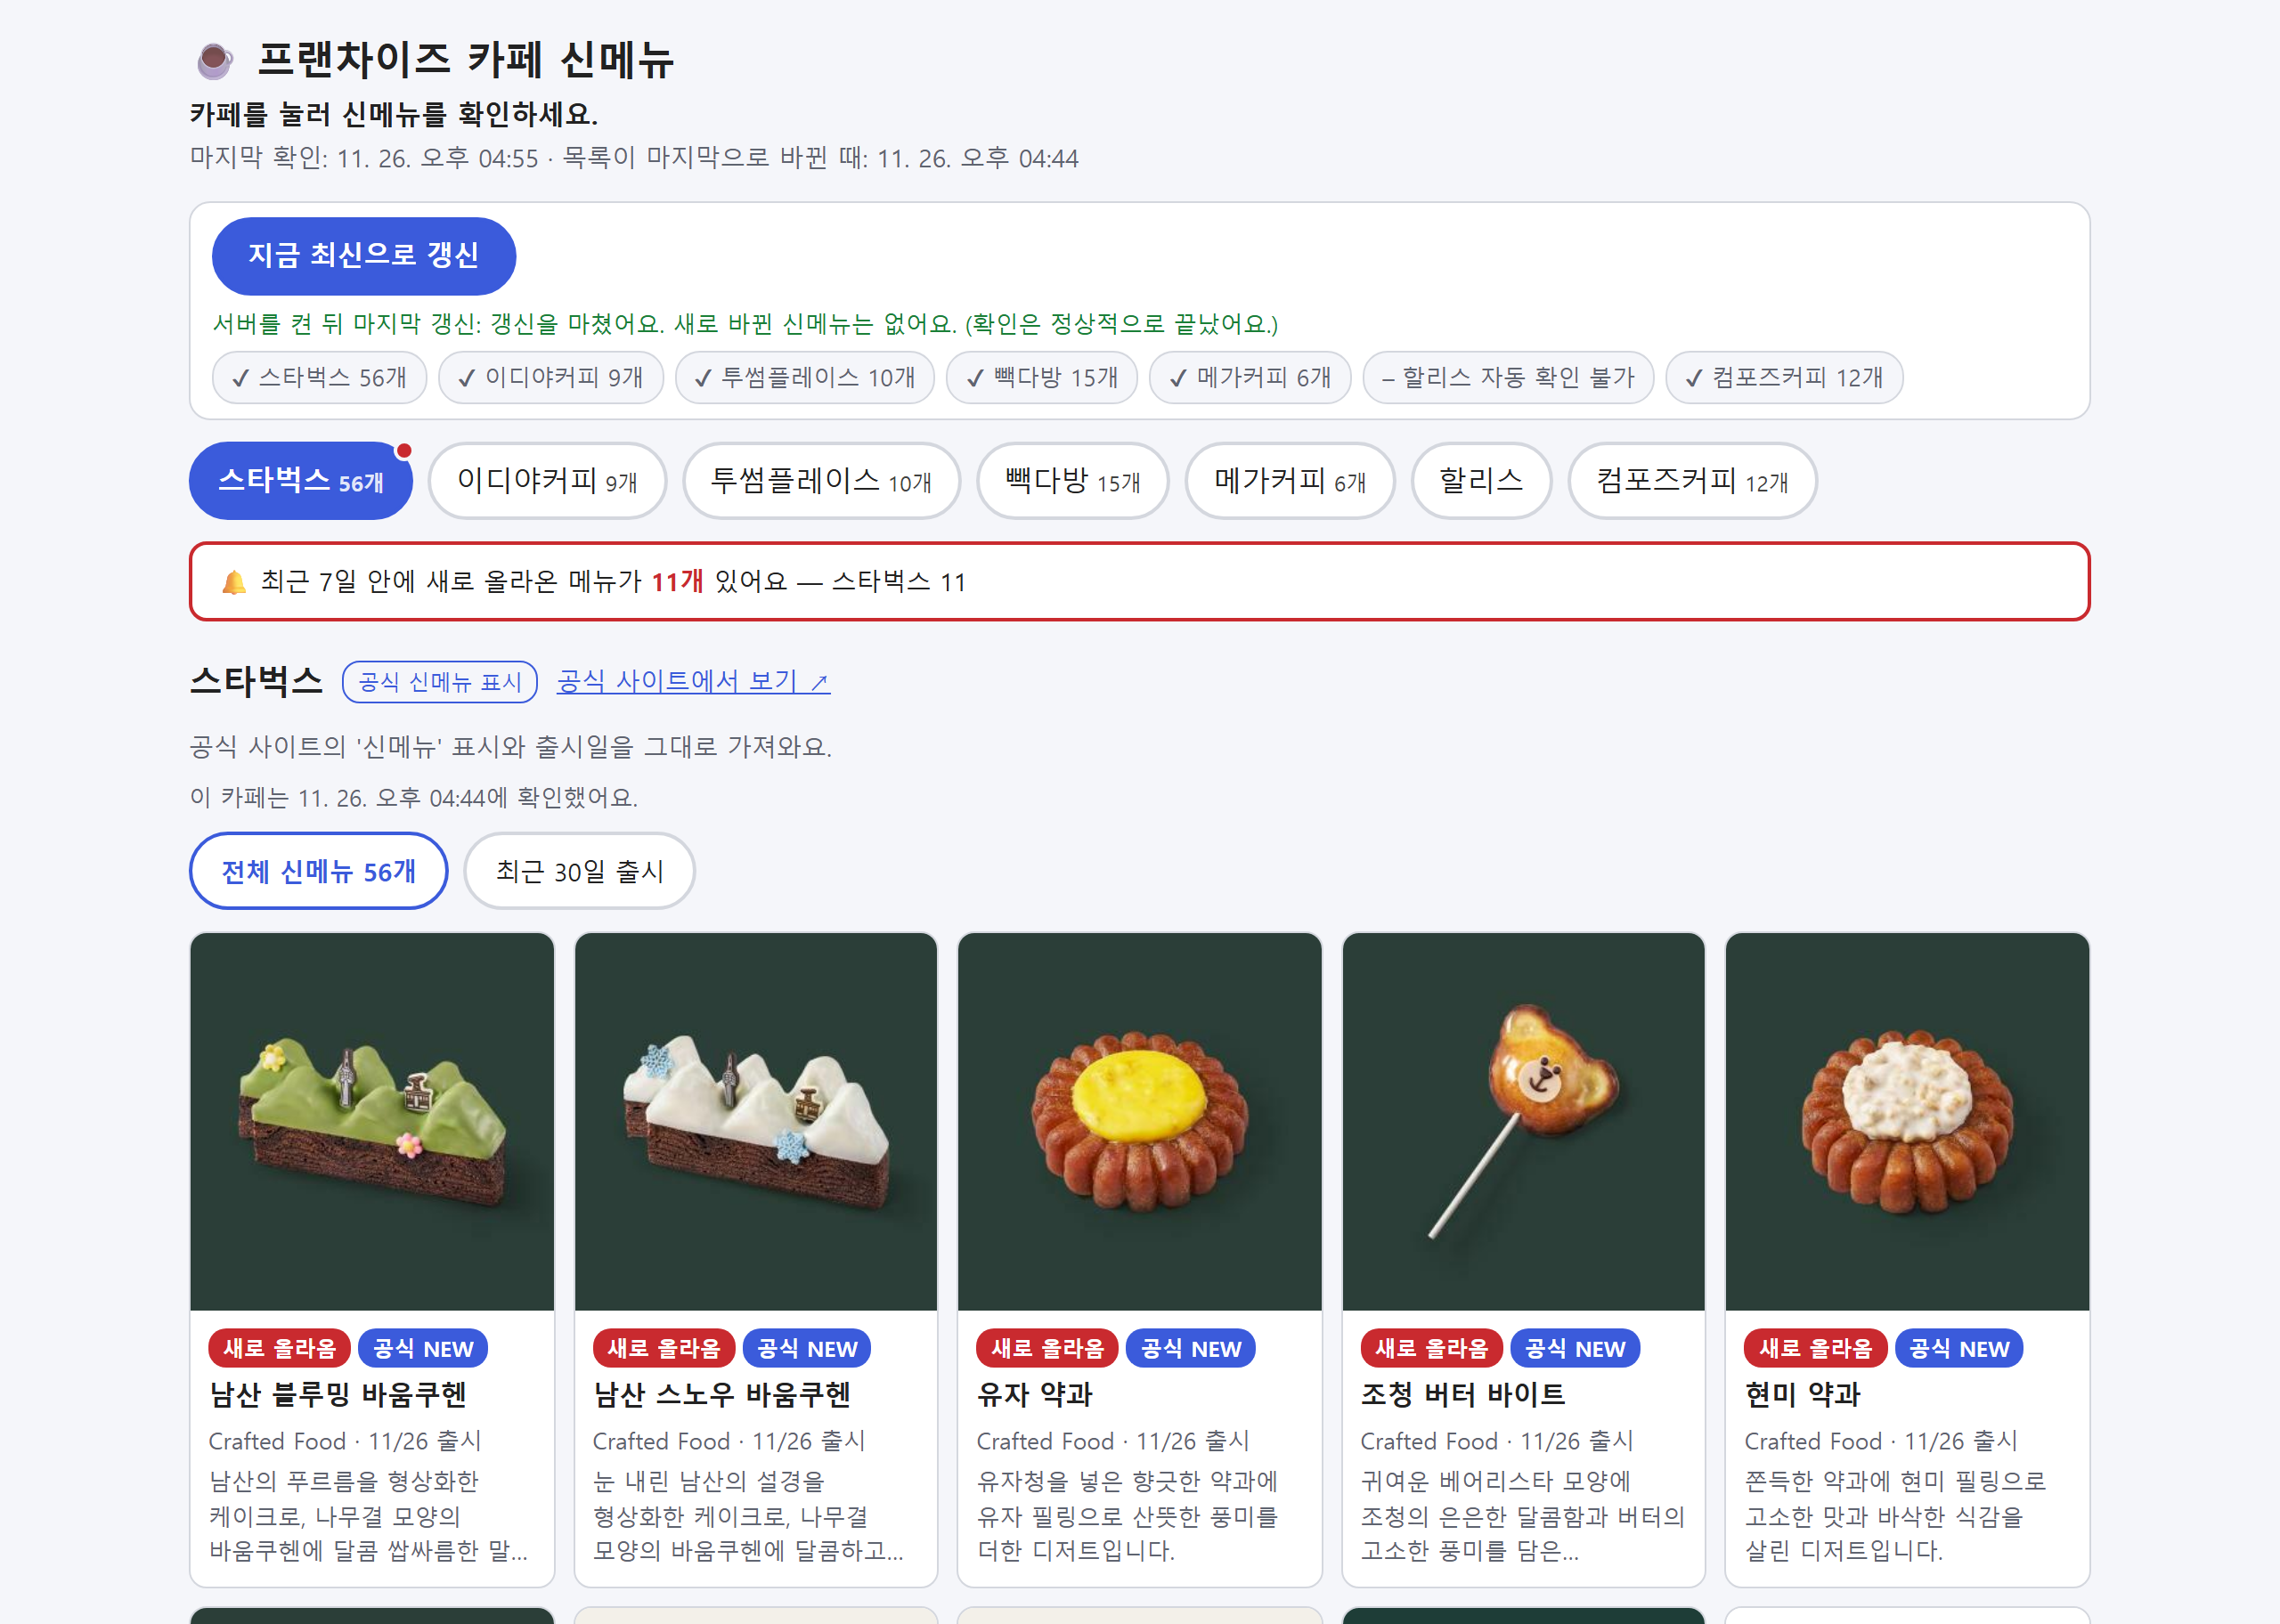 프랜차이즈 카페 신메뉴
카페를 눌러 신메뉴를 확인하세요.
마지막 확인: 11. 26. 오후 04:55 · 목록이 마지막으로 바뀐 때: 11. 26. 오후 04:44
지금 최신으로 갱신
서버를 켠 뒤 마지막 갱신: 갱신을 마쳤어요. 새로 바뀐 신메뉴는 없어요. (확인은 정상적으로 끝났어요.)
✓ 스타벅스 56개 ✓ 이디야커피 9개 ✓ 투썸플레이스 10개 ✓ 빽다방 15개 ✓ 메가커피 6개 – 할리스 자동 확인 불가 ✓ 컴포즈커피 12개
스타벅스 56개 이디야커피 9개 투썸플레이스 10개 빽다방 15개 메가커피 6개 할리스 컴포즈커피 12개
최근 7일 안에 새로 올라온 메뉴가 11개 있어요 — 스타벅스 11
스타벅스 공식 신메뉴 표시 공식 사이트에서 보기 ↗
공식 사이트의 '신메뉴' 표시와 출시일을 그대로 가져와요.
이 카페는 11. 26. 오후 04:44에 확인했어요.
전체 신메뉴 56개 최근 30일 출시
새로 올라옴 공식 NEW
남산 블루밍 바움쿠헨
Crafted Food · 11/26 출시
남산의 푸르름을 형상화한
케이크로, 나무결 모양의
바움쿠헨에 달콤 쌉싸름한 말...
새로 올라옴 공식 NEW
남산 스노우 바움쿠헨
Crafted Food · 11/26 출시
눈 내린 남산의 설경을
형상화한 케이크로, 나무결
모양의 바움쿠헨에 달콤하고...
새로 올라옴 공식 NEW
유자 약과
Crafted Food · 11/26 출시
유자청을 넣은 향긋한 약과에
유자 필링으로 산뜻한 풍미를
더한 디저트입니다.
새로 올라옴 공식 NEW
조청 버터 바이트
Crafted Food · 11/26 출시
귀여운 베어리스타 모양에
조청의 은은한 달콤함과 버터의
고소한 풍미를 담은...
새로 올라옴 공식 NEW
현미 약과
Crafted Food · 11/26 출시
쫀득한 약과에 현미 필링으로
고소한 맛과 바삭한 식감을
살린 디저트입니다.